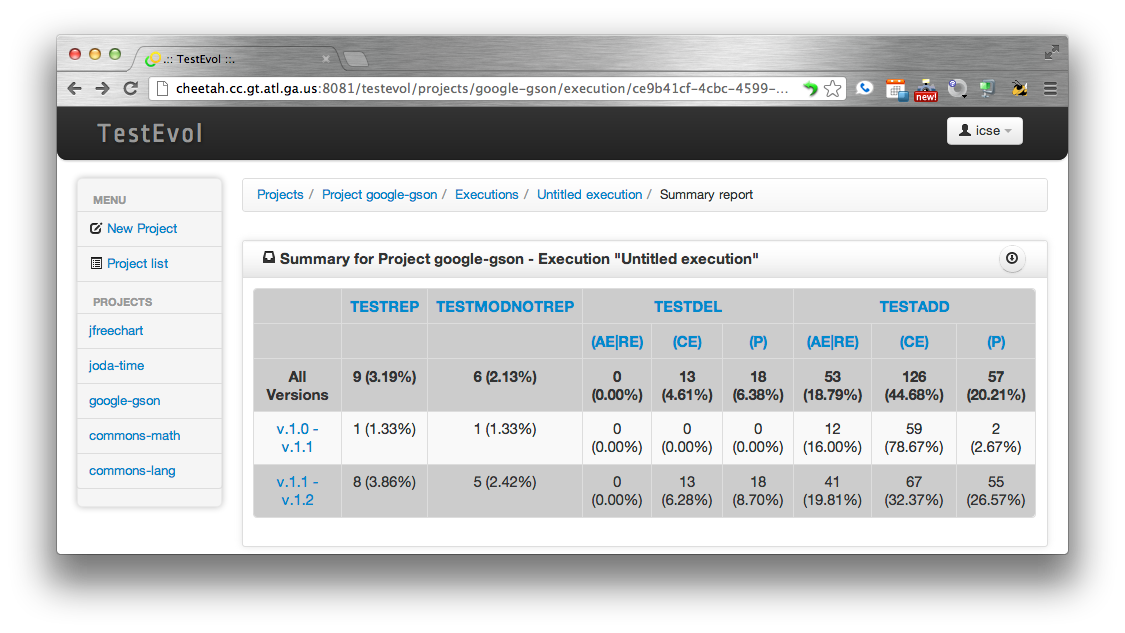 .:: TestEvol ::.
cheetah.cc.gt.atl.ga.us:8081/testevol/projects/google-gson/execution/ce9b41cf-4cbc-4599-...
new!
TestEvol
icse
MENU
New Project
Project list
PROJECTS
jfreechart
joda-time
google-gson
commons-math
commons-lang
Projects / Project google-gson / Executions / Untitled execution / Summary report
Summary for Project google-gson - Execution "Untitled execution"
TESTREP TESTMODNOTREP TESTDEL TESTADD
(AE|RE) (CE) (P) (AE|RE) (CE) (P)
All 9 (3.19%) 6 (2.13%) 0 13 18 53 126 57
Versions (0.00%) (4.61%) (6.38%) (18.79%) (44.68%) (20.21%)
v.1.0 - 1 (1.33%) 1 (1.33%) 0 0 0 12 59 2
v.1.1 (0.00%) (0.00%) (0.00%) (16.00%) (78.67%) (2.67%)
v.1.1 - 8 (3.86%) 5 (2.42%) 0 13 18 41 67 55
v.1.2 (0.00%) (6.28%) (8.70%) (19.81%) (32.37%) (26.57%)